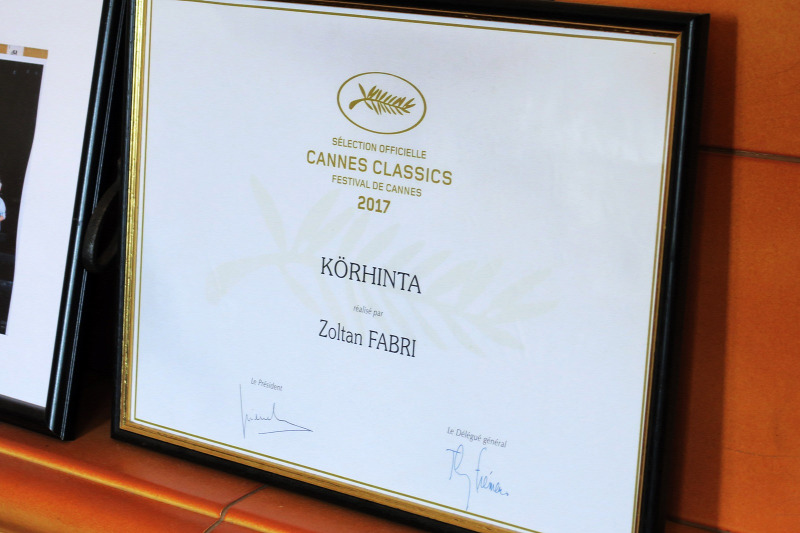 SÉLECTION OFFICIELLE
CANNES CLASSICS
FESTIVAL DE CANNES
2017
KÖRHINTA
réalisé par
Zoltan FABRI
Le Président
Le Délégué général